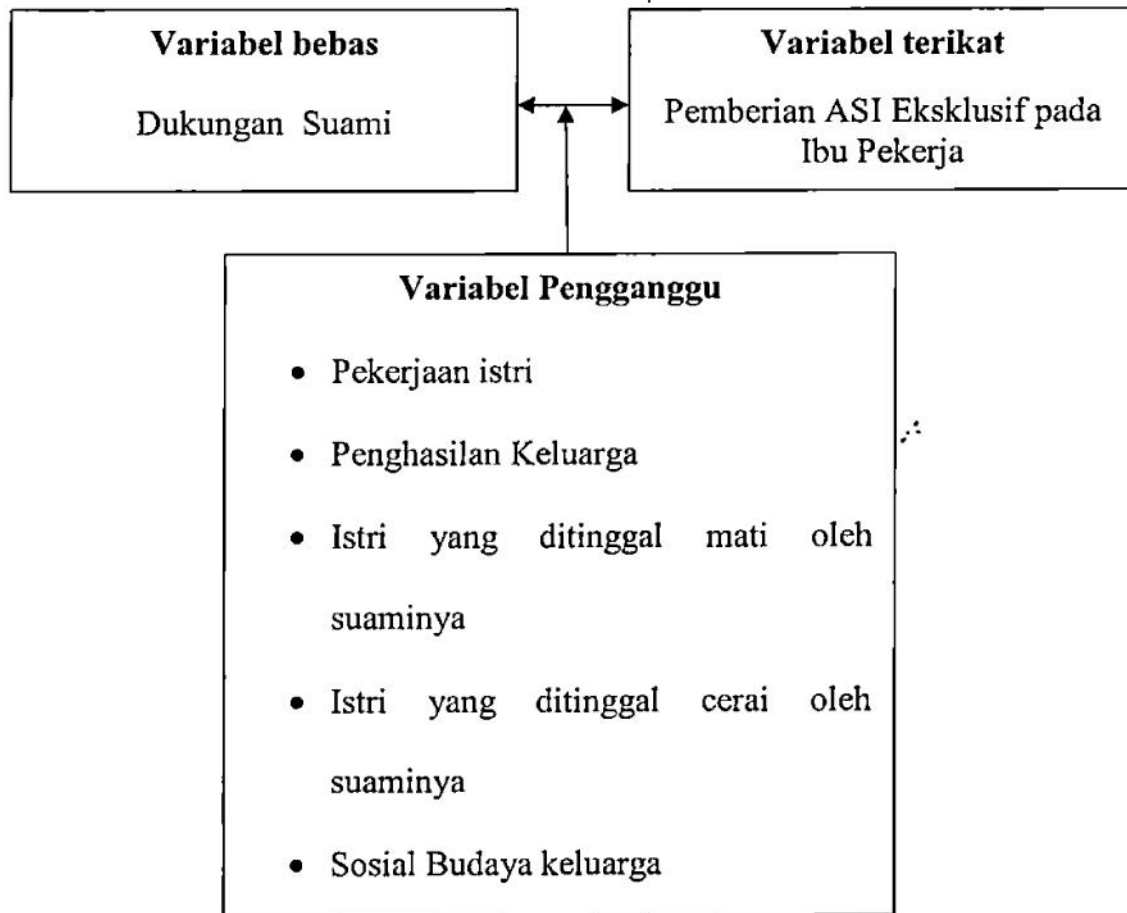 Variabel bebas
Dukungan Suami
Variabel terikat
Pemberian ASI Eksklusif pada
Ibu Pekerja
Variabel Pengganggu
• Pekerjaan istri
• Penghasilan Keluarga
• Istri yang ditinggal mati oleh
suaminya
• Istri yang ditinggal cerai oleh
suaminya
• Sosial Budaya keluarga